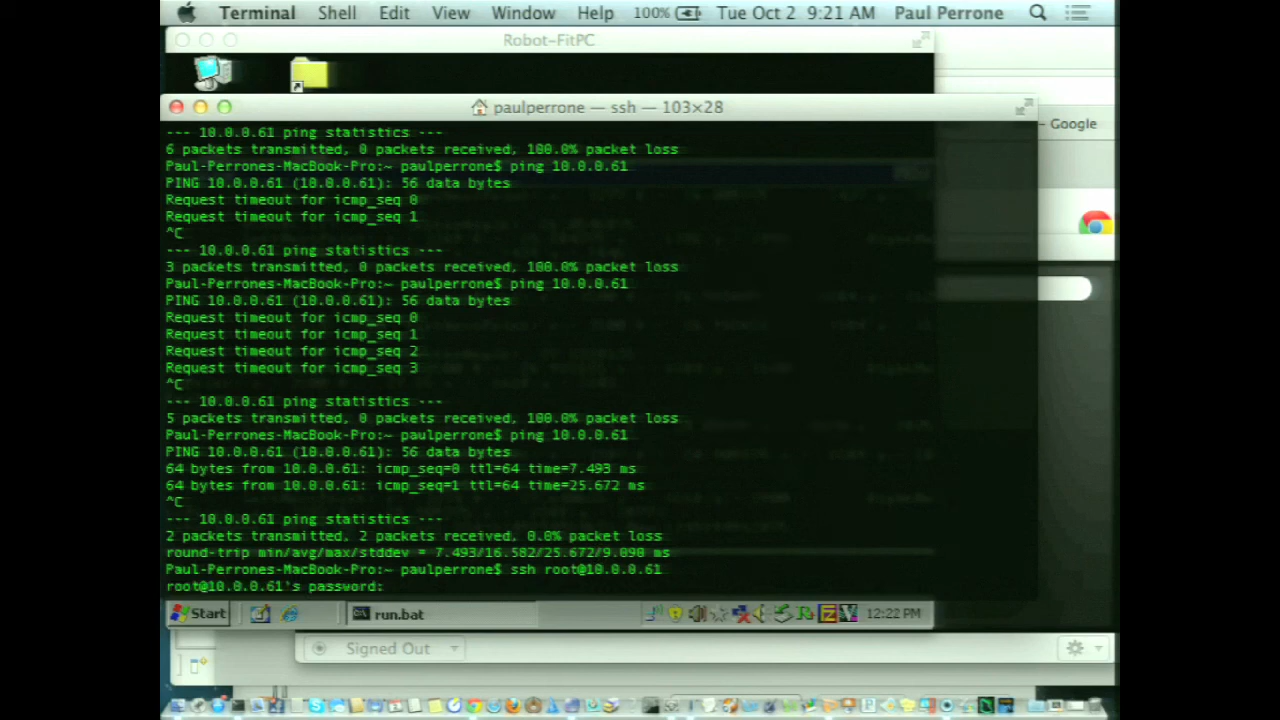 Terminal Shell Edit View Window Help 100% Tue Oct 2 9:21 AM Paul Perrone
Robot-FitPC
paulperrone — ssh — 103×28
- Google
--- 10.0.0.61 ping statistics ---
6 packets transmitted, 0 packets received, 100.0% packet loss
Paul-Perrones-MacBook-Pro:~ paulperrone$ ping 10.0.0.61
PING 10.0.0.61 (10.0.0.61): 56 data bytes
Request timeout for icmp_seq 0
Request timeout for icmp_seq 1
^C
--- 10.0.0.61 ping statistics ---
3 packets transmitted, 0 packets received, 100.0% packet loss
Paul-Perrones-MacBook-Pro:~ paulperrone$ ping 10.0.0.61
PING 10.0.0.61 (10.0.0.61): 56 data bytes
Request timeout for icmp_seq 0
Request timeout for icmp_seq 1
Request timeout for icmp_seq 2
Request timeout for icmp_seq 3
^C
--- 10.0.0.61 ping statistics ---
5 packets transmitted, 0 packets received, 100.0% packet loss
Paul-Perrones-MacBook-Pro:~ paulperrone$ ping 10.0.0.61
PING 10.0.0.61 (10.0.0.61): 56 data bytes
64 bytes from 10.0.0.61: icmp_seq=0 ttl=64 time=7.493 ms
64 bytes from 10.0.0.61: icmp_seq=1 ttl=64 time=25.672 ms
^C
--- 10.0.0.61 ping statistics ---
2 packets transmitted, 2 packets received, 0.0% packet loss
round-trip min/avg/max/stddev = 7.493/16.582/25.672/9.090 ms
Paul-Perrones-MacBook-Pro:~ paulperrone$ ssh root@10.0.0.61
root@10.0.0.61's password:
Start run.bat 12:22 PM
Signed Out